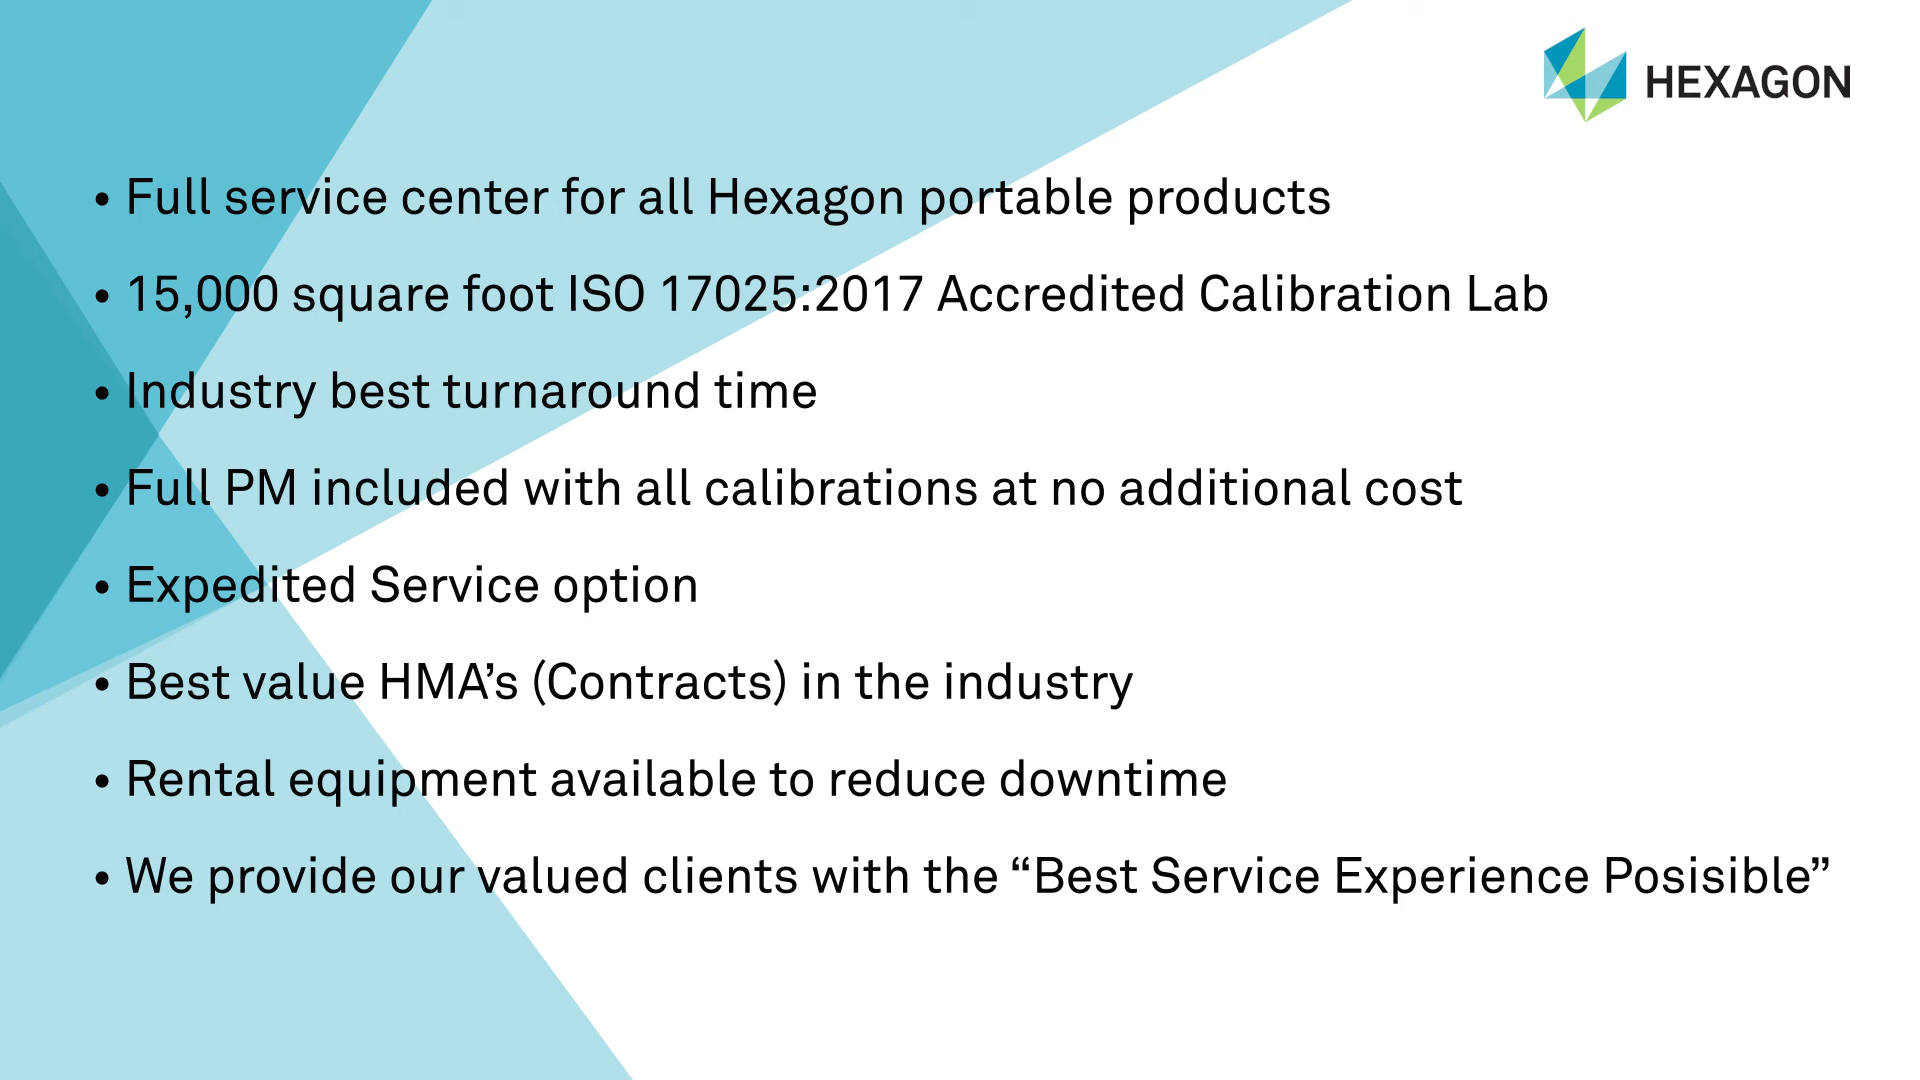 HEXAGON
• Full service center for all Hexagon portable products
• 15,000 square foot ISO 17025:2017 Accredited Calibration Lab
• Industry best turnaround time
• Full PM included with all calibrations at no additional cost
• Expedited Service option
• Best value HMA’s (Contracts) in the industry
• Rental equipment available to reduce downtime
• We provide our valued clients with the “Best Service Experience Posisible”